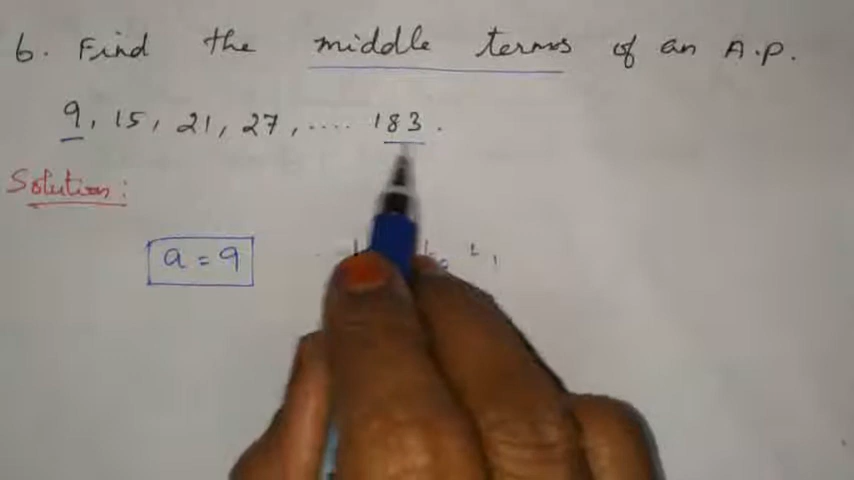 6. Find the middle terms of an A.P.
9, 15, 21, 27, .... 183.
Solution:
a = 9